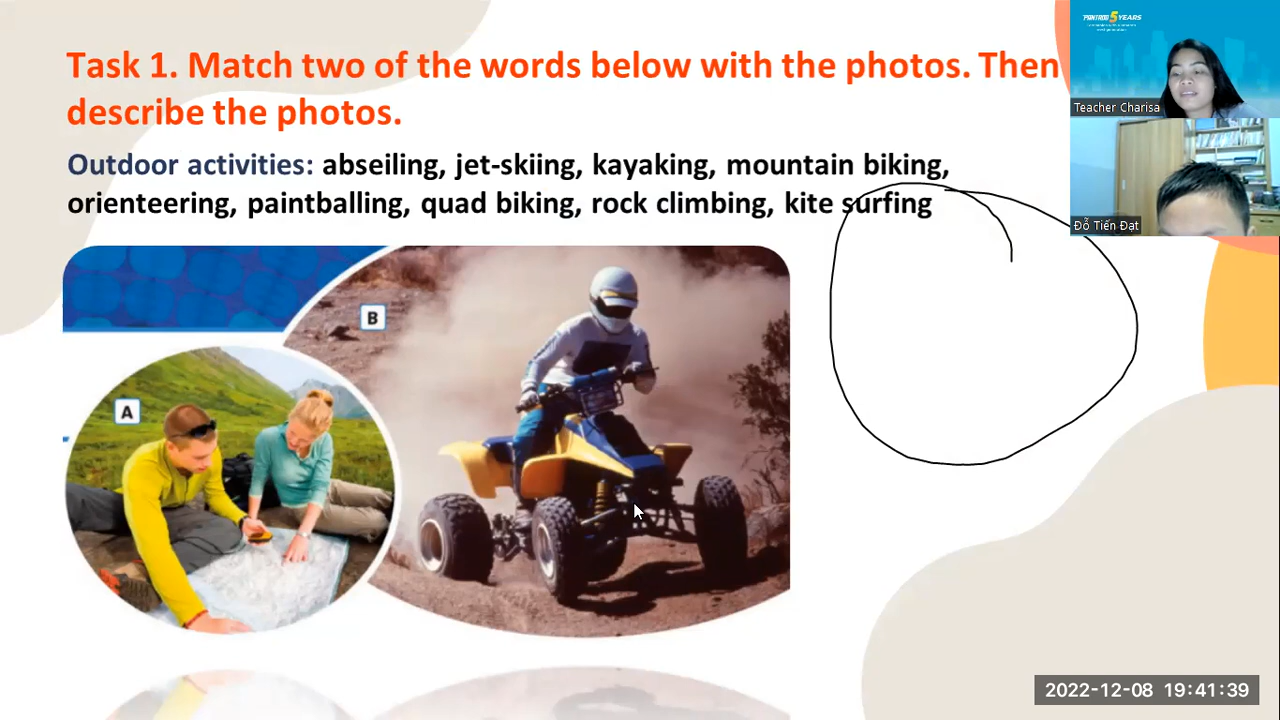 Task 1. Match two of the words below with the photos. Then
describe the photos.
Outdoor activities: abseiling, jet-skiing, kayaking, mountain biking,
orienteering, paintballing, quad biking, rock climbing, kite surfing
A
B
5 YEARS
Teacher Charisa
Đỗ Tiến Đạt
2022-12-08 19:41:39